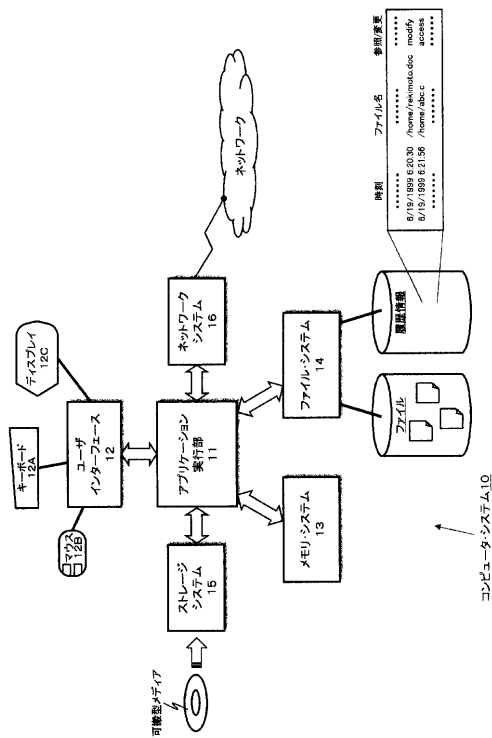 ディスプレイ
12C
キーボード
12A
マウス
12B
ユーザ
インターフェース
12
ネットワーク
ネットワーク
システム
16
アプリケーション
実行部
11
ストレージ
システム
15
可搬型メディア
メモリ・システム
13
ファイル・システム
14
ファイル
履歴情報
時刻 ファイル名 参照/変更
•••••• •••••• ••••••
6/19/1999 6:20:30 /home/rekimoto.doc modify
6/19/1999 6:21:56 /home/abc.c access
•••••• •••••• ••••••
コンピュータ・システム10